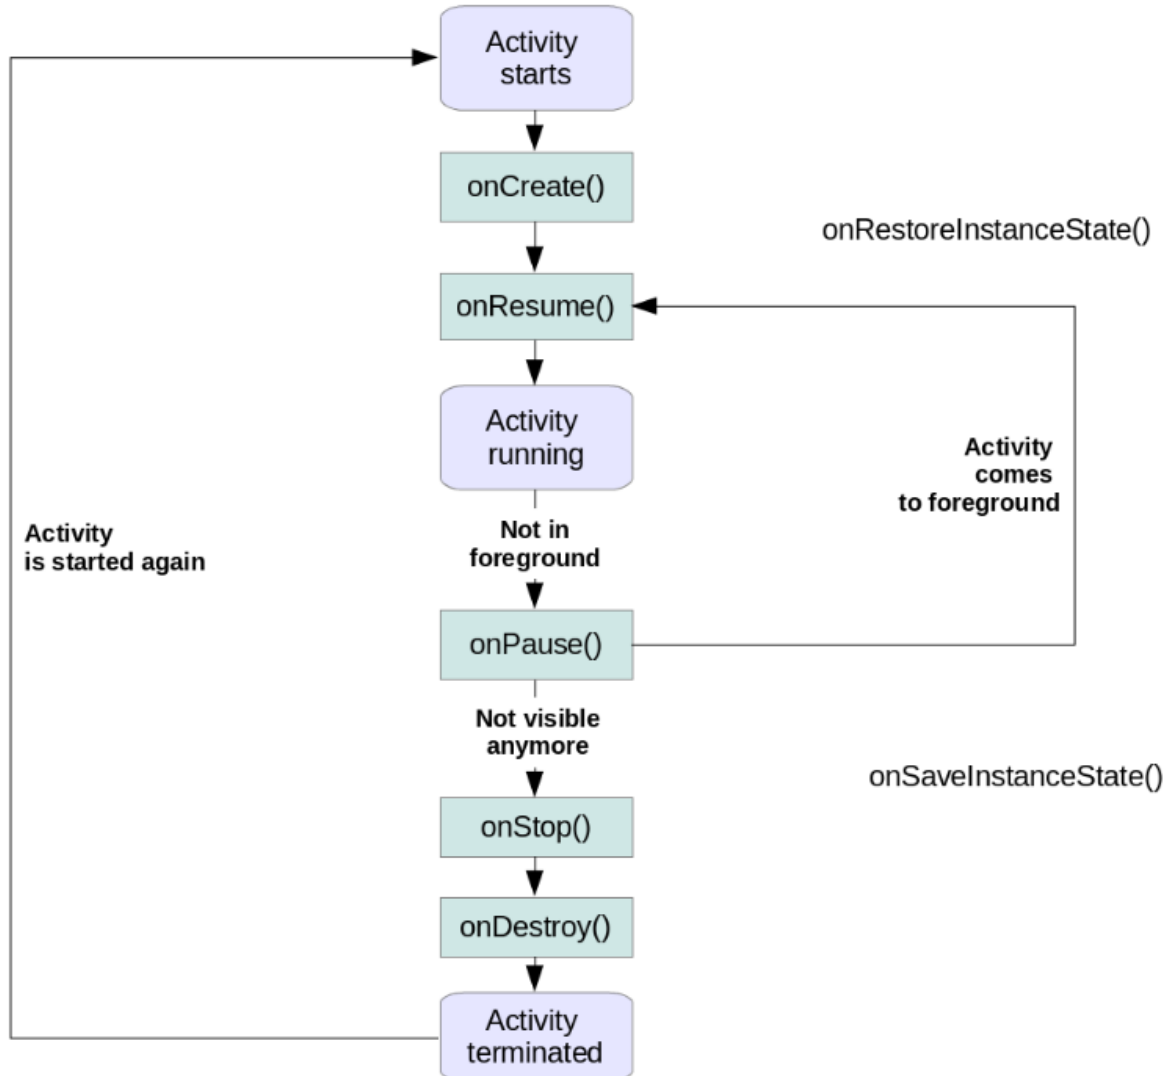 Activity
starts
onCreate()
onRestoreInstanceState()
onResume()
Activity
running
Activity
comes
to foreground
Not in
foreground
Activity
is started again
onPause()
Not visible
anymore
onSaveInstanceState()
onStop()
onDestroy()
Activity
terminated